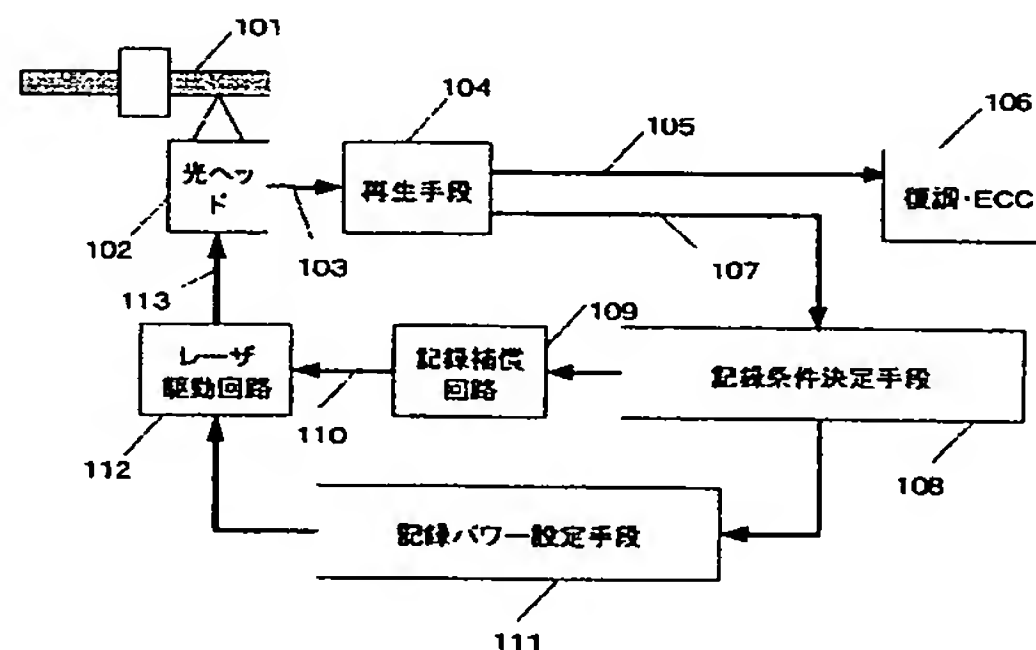 101
104
105
106
光ヘッ
ド
再生手段
復調・ECC
102
103
107
113
109
レーザ
駆動回路
記録補償
回路
記録条件決定手段
110
112
108
記録パワー設定手段
111